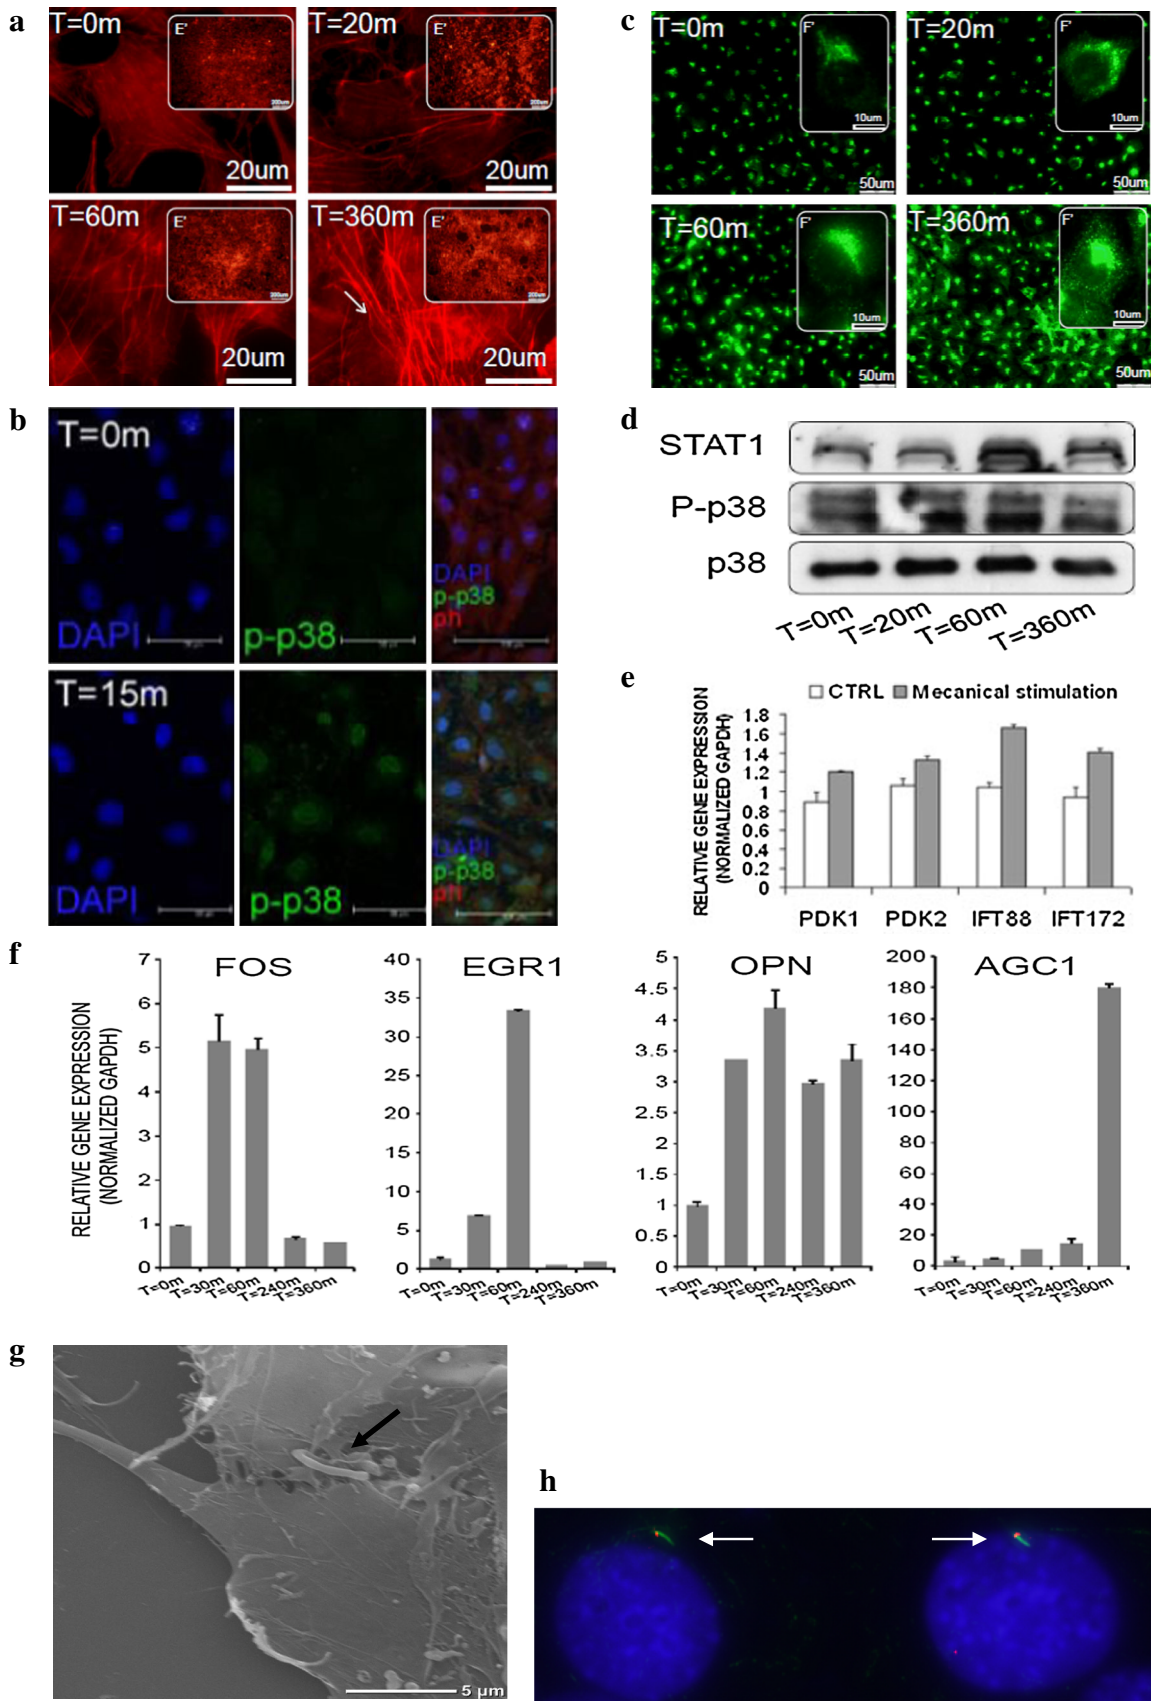 a
T=0m
E'
200um
20um
T=20m
E'
200um
20um
T=60m
E'
200um
20um
T=360m
E'
200um
20um
c
T=0m
F'
10um
50um
T=20m
F'
10um
50um
T=60m
F'
10um
50um
T=360m
F'
10um
50um
b
T=0m
DAPI
p-p38
DAPI
p-p38
ph
T=15m
DAPI
p-p38
DAPI
p-p38
ph
d
STAT1
P-p38
p38
T=0m
T=20m
T=60m
T=360m
e
CTRL
Mecanical stimulation
RELATIVE GENE EXPRESSION
(NORMALIZED GAPDH)
1.8
1.6
1.4
1.2
1
0.8
0.6
0.4
0.2
0
PDK1
PDK2
IFT88
IFT172
f
RELATIVE GENE EXPRESSION
(NORMALIZED GAPDH)
FOS
7
6
5
4
3
2
1
0
T=0m
T=30m
T=60m
T=240m
T=360m
EGR1
40
35
30
25
20
15
10
5
0
T=0m
T=30m
T=60m
T=240m
T=360m
OPN
5
4.5
4
3.5
3
2.5
2
1.5
1
0.5
0
T=0m
T=30m
T=60m
T=240m
T=360m
AGC1
200
180
160
140
120
100
80
60
40
20
0
T=0m
T=30m
T=60m
T=240m
T=360m
g
5 µm
h